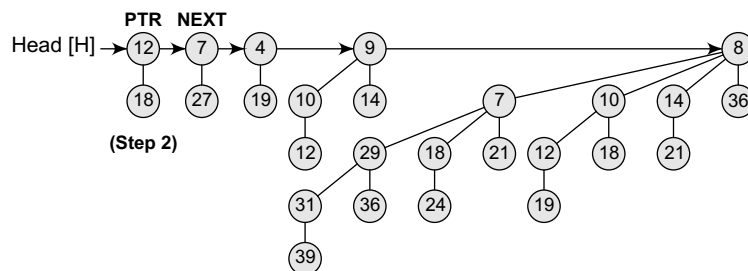 PTR NEXT
Head [H] 12 7 4 9 8
18 27 19 10 14 7 10 14 36
(Step 2) 12 29 18 21 12 18 21
31 36 24 19
39